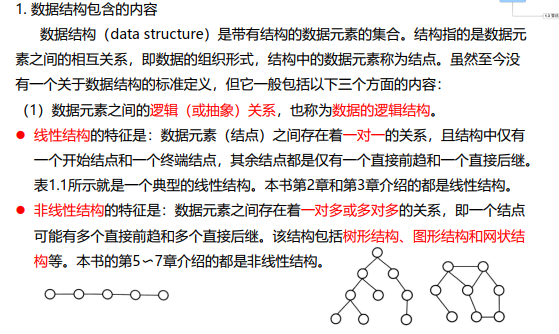 1. 数据结构包含的内容
数据结构（data structure）是带有结构的数据元素的集合。结构指的是数据元
素之间的相互关系，即数据的组织形式，结构中的数据元素称为结点。虽然至今没
有一个关于数据结构的标准定义，但它一般包括以下三个方面的内容：
（1）数据元素之间的逻辑（或抽象）关系，也称为数据的逻辑结构。
● 线性结构的特征是：数据元素（结点）之间存在着一对一的关系，且结构中仅有
一个开始结点和一个终端结点，其余结点都是仅有一个直接前趋和一个直接后继。
表1.1所示就是一个典型的线性结构。本书第2章和第3章介绍的都是线性结构。
● 非线性结构的特征是：数据元素之间存在着一对多或多对多的关系，即一个结点
可能有多个直接前趋和多个直接后继。该结构包括树形结构、图形结构和网状结
构等。本书的第5～7章介绍的都是非线性结构。